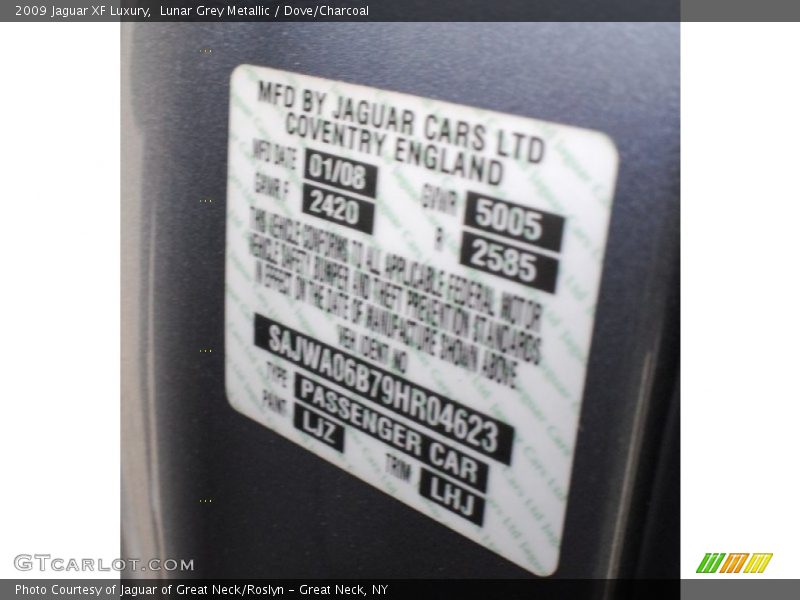 2009 Jaguar XF Luxury,  Lunar Grey Metallic / Dove/Charcoal
MFD BY JAGUAR CARS LTD
COVENTRY ENGLAND
MFD DATE 01/08 GVWR 5005
GAWR F 2420 R 2585
THIS VEHICLE CONFORMS TO ALL APPLICABLE FEDERAL MOTOR
VEHICLE SAFETY BUMPER AND THEFT PREVENTION STANDARDS
IN EFFECT ON THE DATE OF MANUFACTURE SHOWN ABOVE
VEH. IDENT NO
SAJWA06B79HR04623
TYPE PASSENGER CAR
PAINT LJZ TRIM LHJ
GTCARLOT.COM
Photo Courtesy of Jaguar of Great Neck/Roslyn - Great Neck, NY